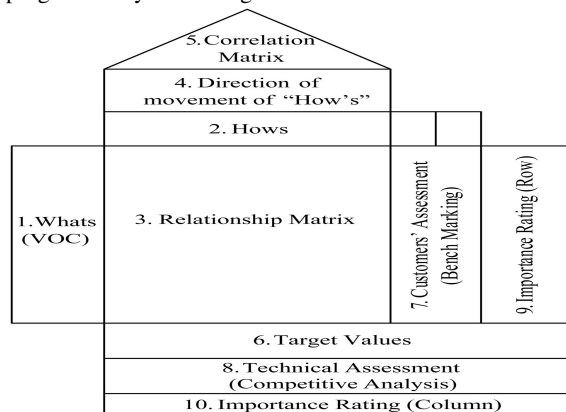 5. Correlation
Matrix
4. Direction of
movement of “How’s”
2. Hows
1.Whats
(VOC)
3. Relationship Matrix
7.Customers’ Assessment
(Bench Marking)
9.Importance Rating (Row)
6. Target Values
8. Technical Assessment
(Competitive Analysis)
10. Importance Rating (Column)